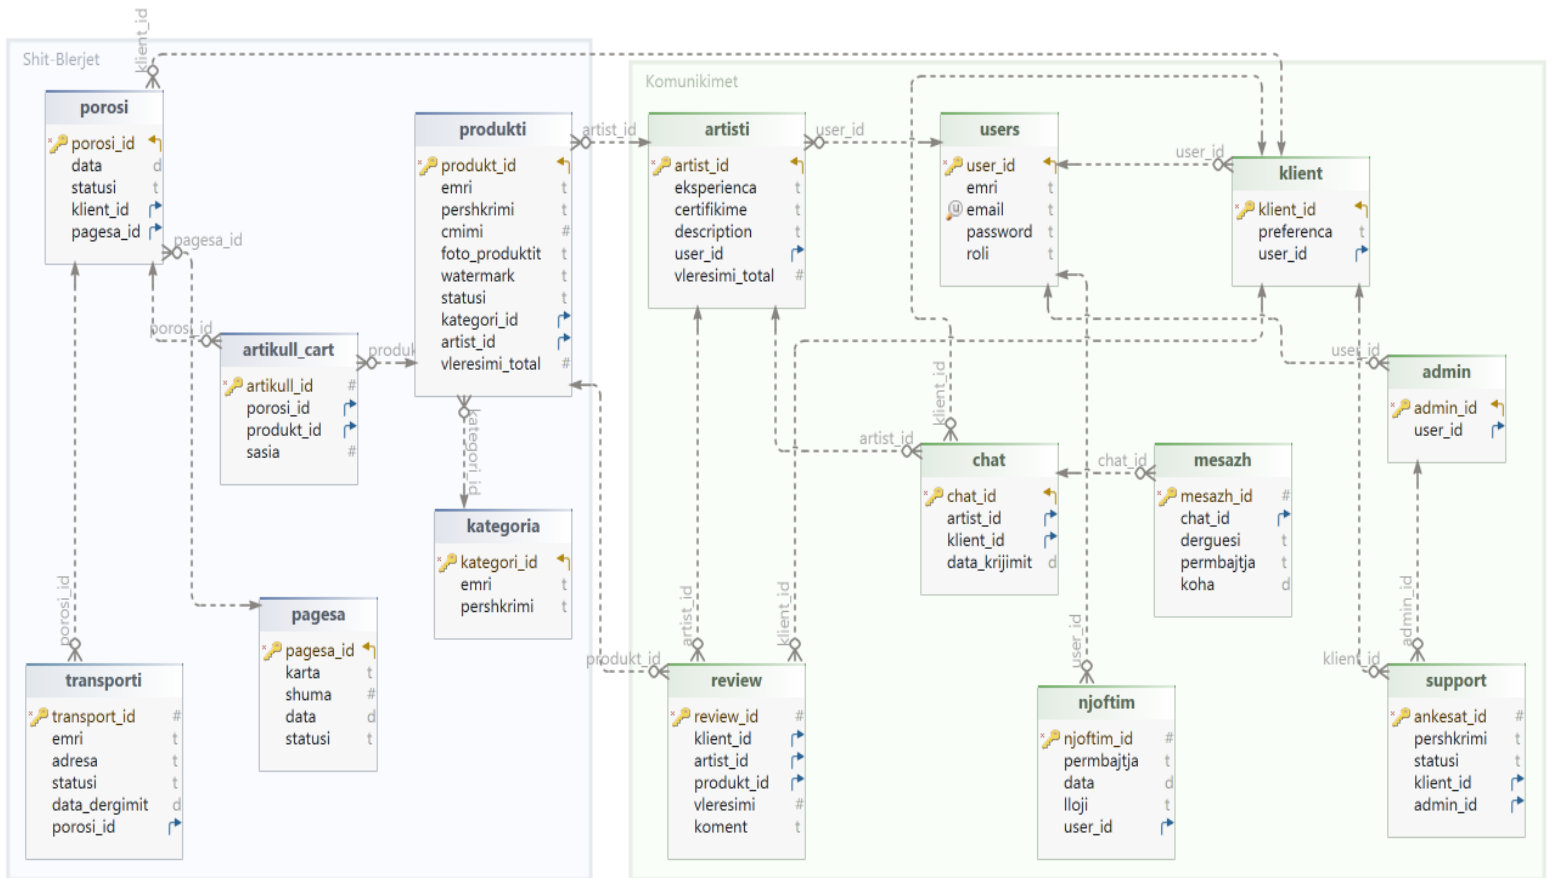 klient_id
Shit-Blerjet
porosi
porosi_id
data d
statusi t
klient_id
pagesa_id
pagesa_id
porosi_id
artikull_cart
artikull_id #
porosi_id
produkt_id
sasia #
produkti
produkt_id
emri t
pershkrimi t
cmimi #
foto_produktit t
watermark t
statusi t
kategori_id
artist_id
vleresimi_total #
kategori_id
kategoria
kategori_id
emri t
pershkrimi t
pagesa
pagesa_id
karta t
shuma #
data d
statusi t
porosi_id
transporti
transport_id #
emri t
adresa t
statusi t
data_dergimit d
porosi_id
Komunikimet
artist_id
artisti
artist_id
eksperienca t
certifikime t
description t
user_id
vleresimi_total #
user_id
users
user_id
emri t
u email t
password t
roli t
user_id
klient
klient_id
preferenca t
user_id
user_id
admin
admin_id
user_id
klient_id
artist_id
chat
chat_id
artist_id
klient_id
data_krijimit d
chat_id
mesazh
mesazh_id #
chat_id
derguesi t
permbajtja t
koha d
produkt_id
artist_id
klient_id
review
review_id #
klient_id
artist_id
produkt_id
vleresimi #
koment t
user_id
njoftim
njoftim_id #
permbajtja t
data d
lloji t
user_id
klient_id
admin_id
support
ankesat_id #
pershkrimi t
statusi t
klient_id
admin_id